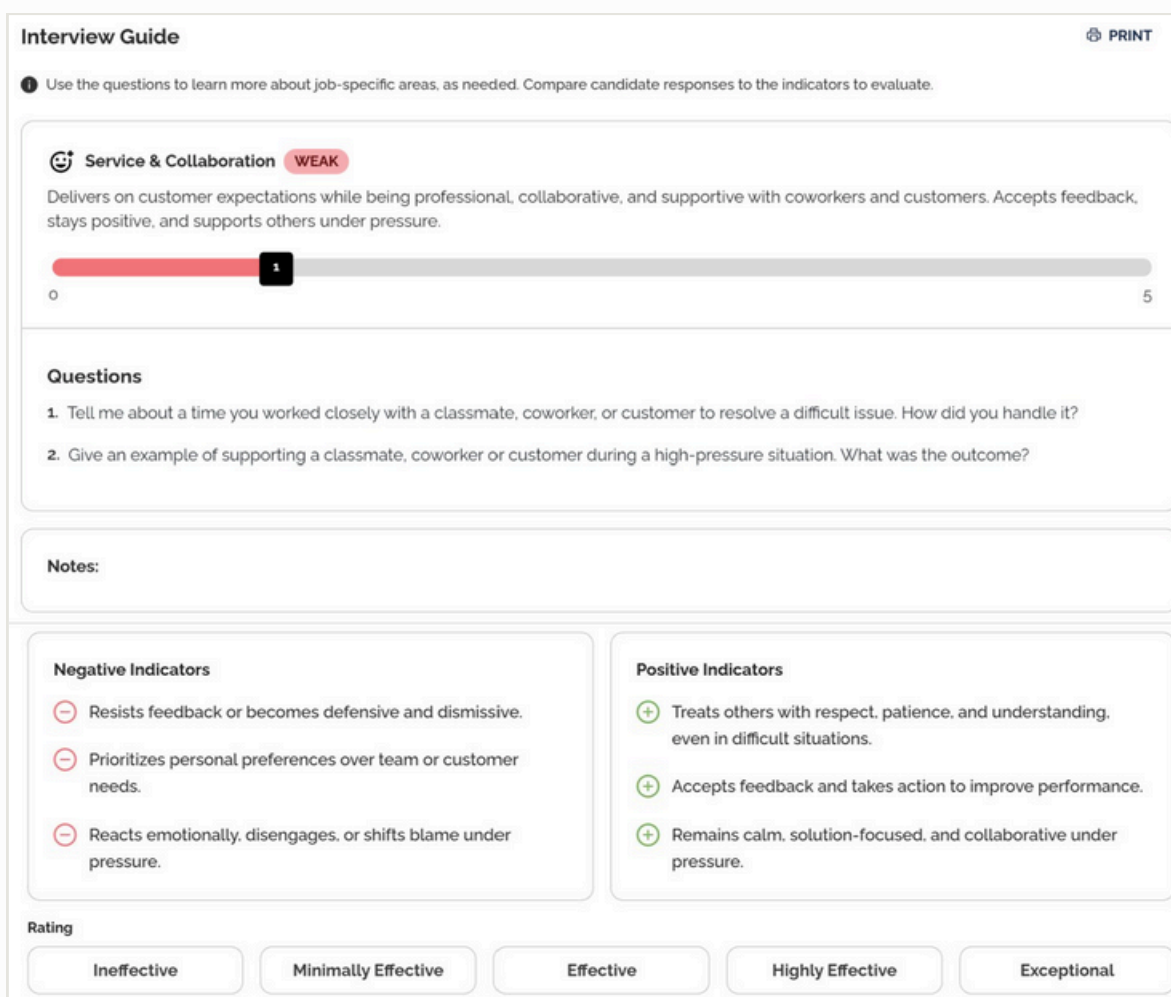 Interview Guide
PRINT
Use the questions to learn more about job-specific areas, as needed. Compare candidate responses to the indicators to evaluate.
Service & Collaboration WEAK
Delivers on customer expectations while being professional, collaborative, and supportive with coworkers and customers. Accepts feedback,
stays positive, and supports others under pressure.
1
0 5
Questions
1. Tell me about a time you worked closely with a classmate, coworker, or customer to resolve a difficult issue. How did you handle it?
2. Give an example of supporting a classmate, coworker or customer during a high-pressure situation. What was the outcome?
Notes:
Negative Indicators
Resists feedback or becomes defensive and dismissive.
Prioritizes personal preferences over team or customer
needs.
Reacts emotionally, disengages, or shifts blame under
pressure.
Positive Indicators
Treats others with respect, patience, and understanding,
even in difficult situations.
Accepts feedback and takes action to improve performance.
Remains calm, solution-focused, and collaborative under
pressure.
Rating
Ineffective Minimally Effective Effective Highly Effective Exceptional